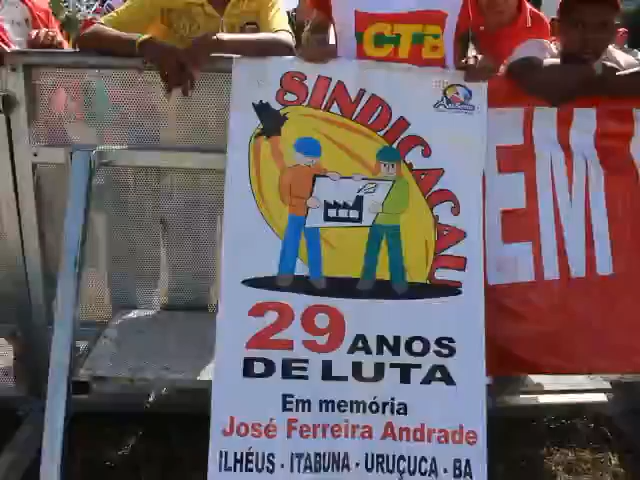 CTB
SINDICACAU
EM
29 ANOS
DE LUTA
Em memória
José Ferreira Andrade
ILHÉUS - ITABUNA - URUÇUCA - BA